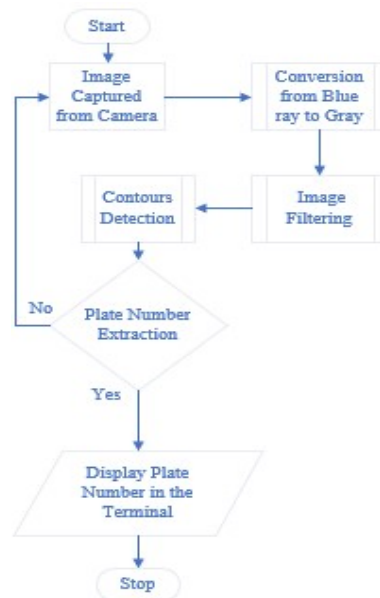 Start
Image
Captured
from Camera
Conversion
from Blue
ray to Gray
Contours
Detection
Image
Filtering
No
Plate Number
Extraction
Yes
Display Plate
Number in the
Terminal
Stop